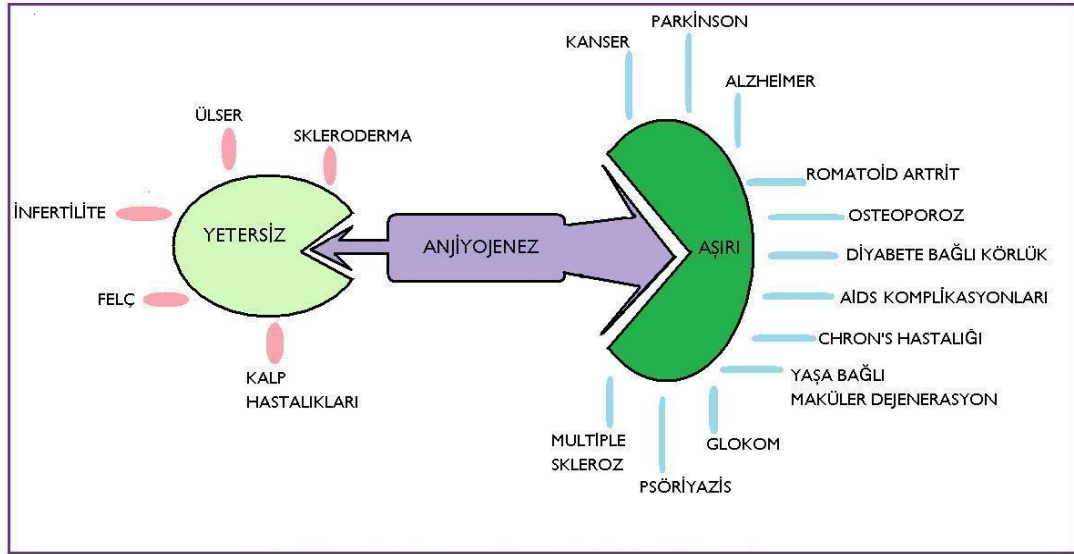 PARKİNSON
KANSER
ALZHEİMER
ÜLSER
SKLERODERMA
ROMATOİD ARTRİT
İNFERTİLİTE
OSTEOPOROZ
YETERSİZ
ANJİYOJENEZ
AŞIRI
DİYABETE BAĞLI KÖRLÜK
FELÇ
AİDS KOMPLİKASYONLARI
CHRON'S HASTALIĞI
KALP
HASTALIKLARI
YAŞA BAĞLI
MAKÜLER DEJENERASYON
MULTİPLE
SKLEROZ
GLOKOM
PSÖRİYAZİS